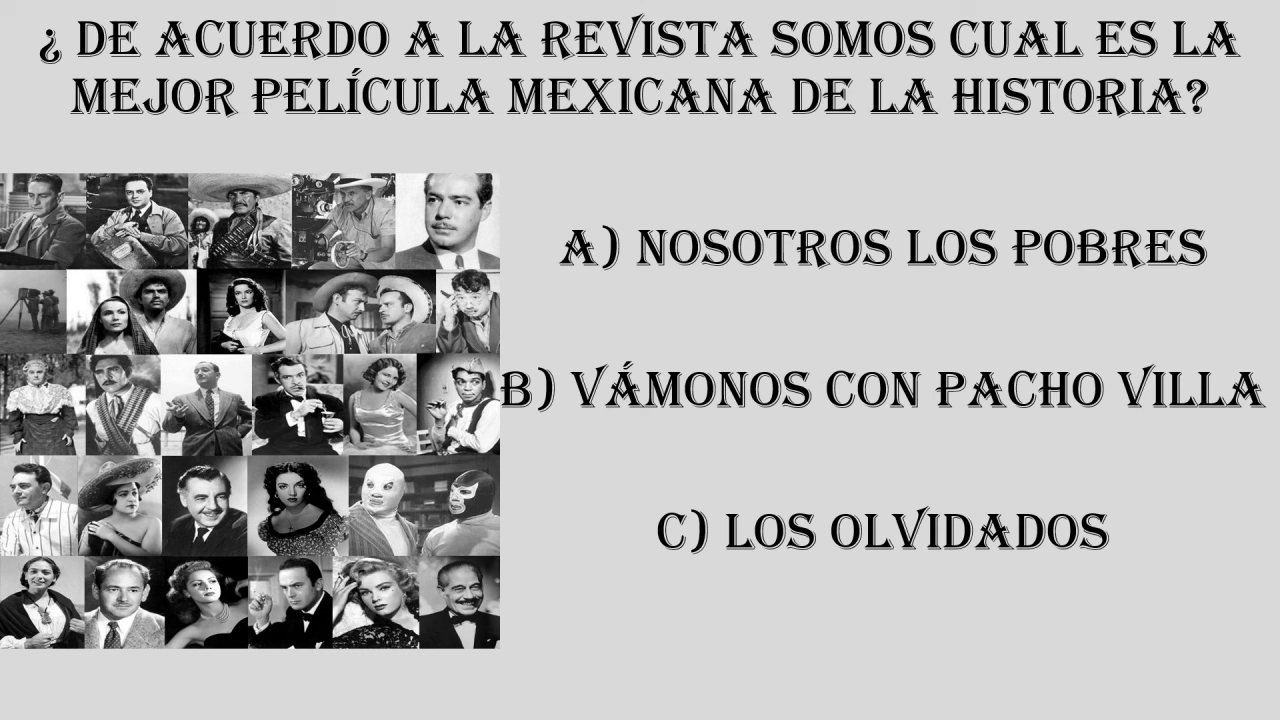 ¿ DE ACUERDO A LA REVISTA SOMOS CUAL ES LA
MEJOR PELÍCULA MEXICANA DE LA HISTORIA?
A) NOSOTROS LOS POBRES
B) VÁMONOS CON PACHO VILLA
C) LOS OLVIDADOS